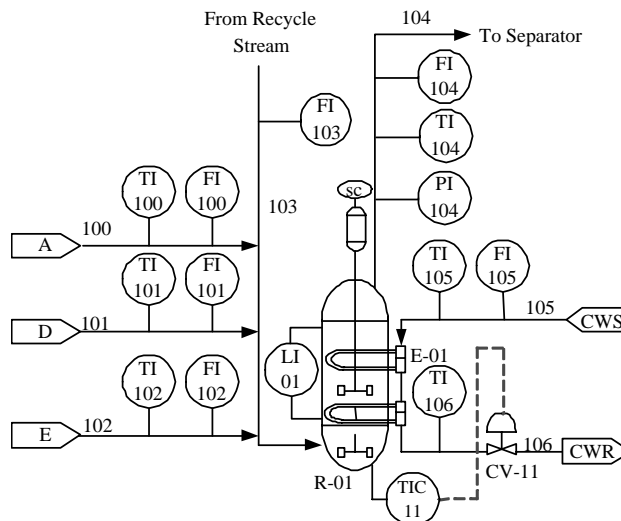 From Recycle
Stream
104
To Separator
FI
104
FI
103
TI
104
PI
104
sc
TI
100
FI
100
103
100
A
TI
101
FI
101
101
D
TI
102
FI
102
102
E
TI
105
FI
105
105
CWS
LI
01
E-01
TI
106
106
CWR
CV-11
R-01
TIC
11